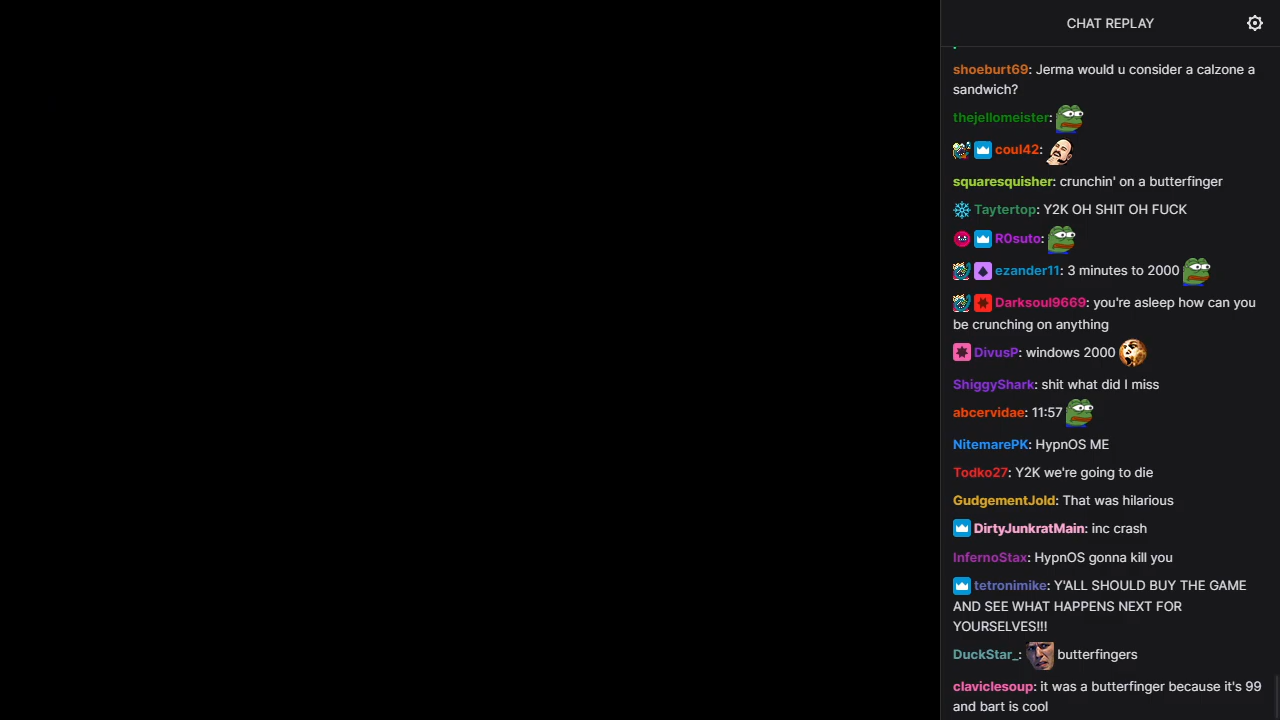 CHAT REPLAY
shoeburt69: Jerma would u consider a calzone a
sandwich?
thejellomeister:
coul42:
squaresquisher: crunchin' on a butterfinger
Taytertop: Y2K OH SHIT OH FUCK
R0suto:
ezander11: 3 minutes to 2000
Darksoul9669: you're asleep how can you
be crunching on anything
DivusP: windows 2000
ShiggyShark: shit what did I miss
abcervidae: 11:57
NitemarePK: HypnOS ME
Todko27: Y2K we're going to die
GudgementJold: That was hilarious
DirtyJunkratMain: inc crash
InfernoStax: HypnOS gonna kill you
tetronimike: Y'ALL SHOULD BUY THE GAME
AND SEE WHAT HAPPENS NEXT FOR
YOURSELVES!!!
DuckStar_: butterfingers
claviclesoup: it was a butterfinger because it's 99
and bart is cool